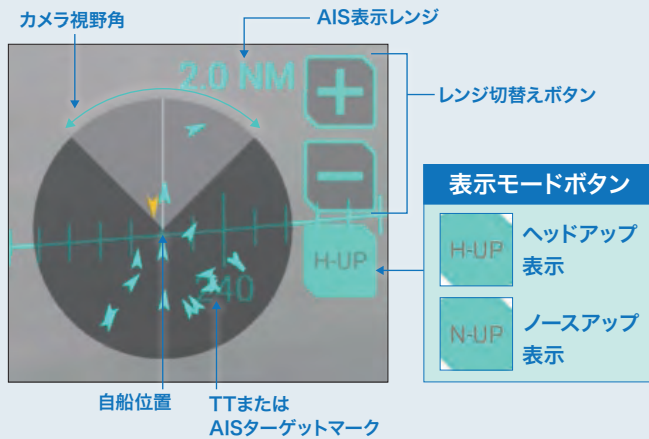 カメラ視野角
AIS表示レンジ
2.0 NM
レンジ切替えボタン
表示モードボタン
H-UP
240
H-UP
ヘッドアップ
表示
N-UP
ノースアップ
表示
自船位置
TTまたは
AISターゲットマーク